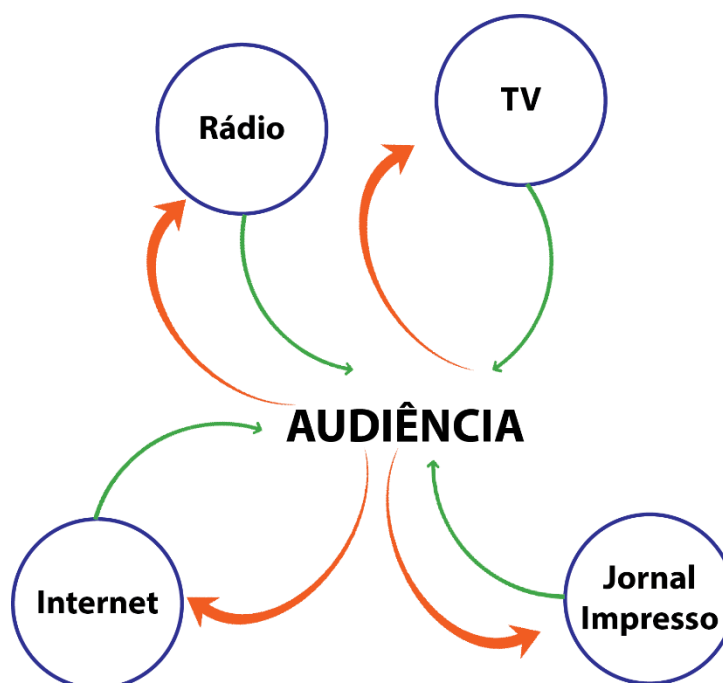 TV
Rádio
AUDIÊNCIA
Internet
Jornal
Impresso